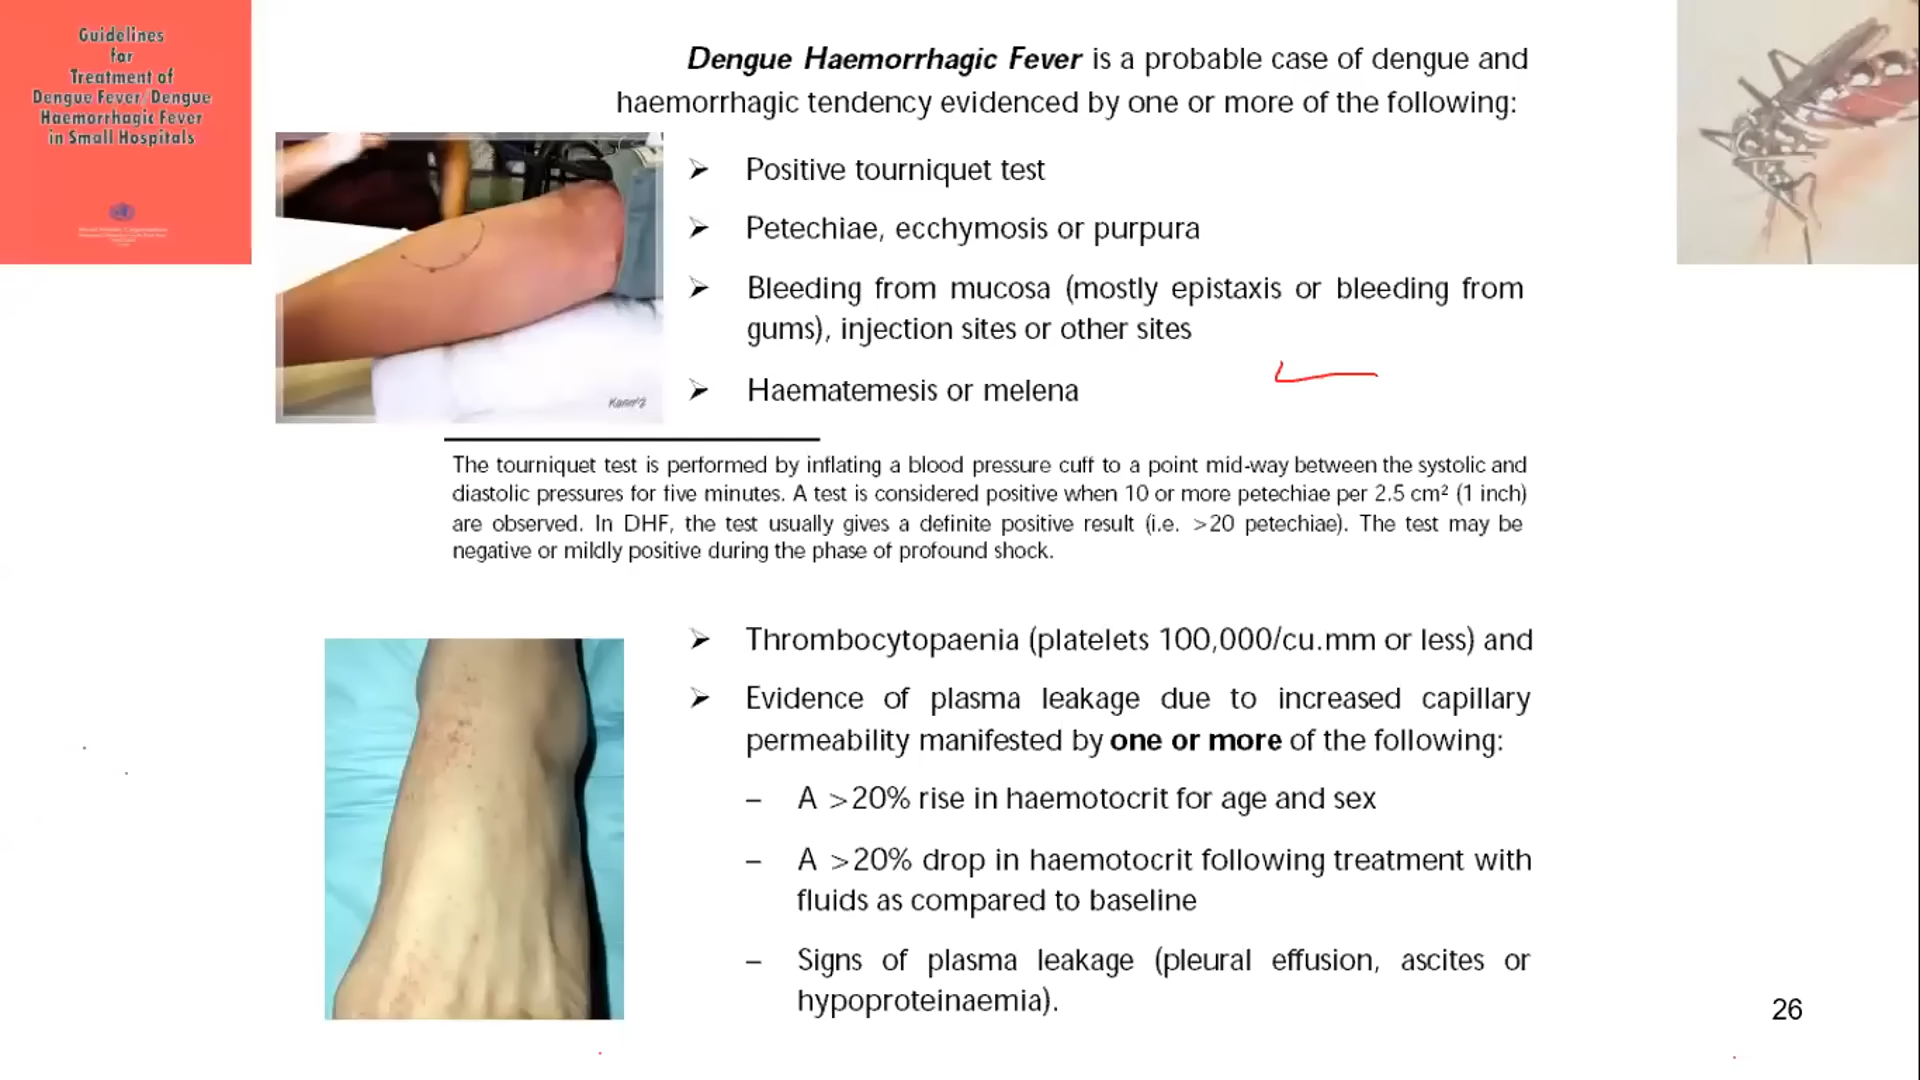 Guidelines
for
Treatment of
Dengue Fever/Dengue
Haemorrhagic Fever
in Small Hospitals
Dengue Haemorrhagic Fever is a probable case of dengue and
haemorrhagic tendency evidenced by one or more of the following:
➢ Positive tourniquet test
➢ Petechiae, ecchymosis or purpura
➢ Bleeding from mucosa (mostly epistaxis or bleeding from
gums), injection sites or other sites
➢ Haematemesis or melena
The tourniquet test is performed by inflating a blood pressure cuff to a point mid-way between the systolic and
diastolic pressures for five minutes. A test is considered positive when 10 or more petechiae per 2.5 cm² (1 inch)
are observed. In DHF, the test usually gives a definite positive result (i.e. >20 petechiae). The test may be
negative or mildly positive during the phase of profound shock.
➢ Thrombocytopaenia (platelets 100,000/cu.mm or less) and
➢ Evidence of plasma leakage due to increased capillary
permeability manifested by one or more of the following:
– A >20% rise in haemotocrit for age and sex
– A >20% drop in haemotocrit following treatment with
fluids as compared to baseline
– Signs of plasma leakage (pleural effusion, ascites or
hypoproteinaemia).
26